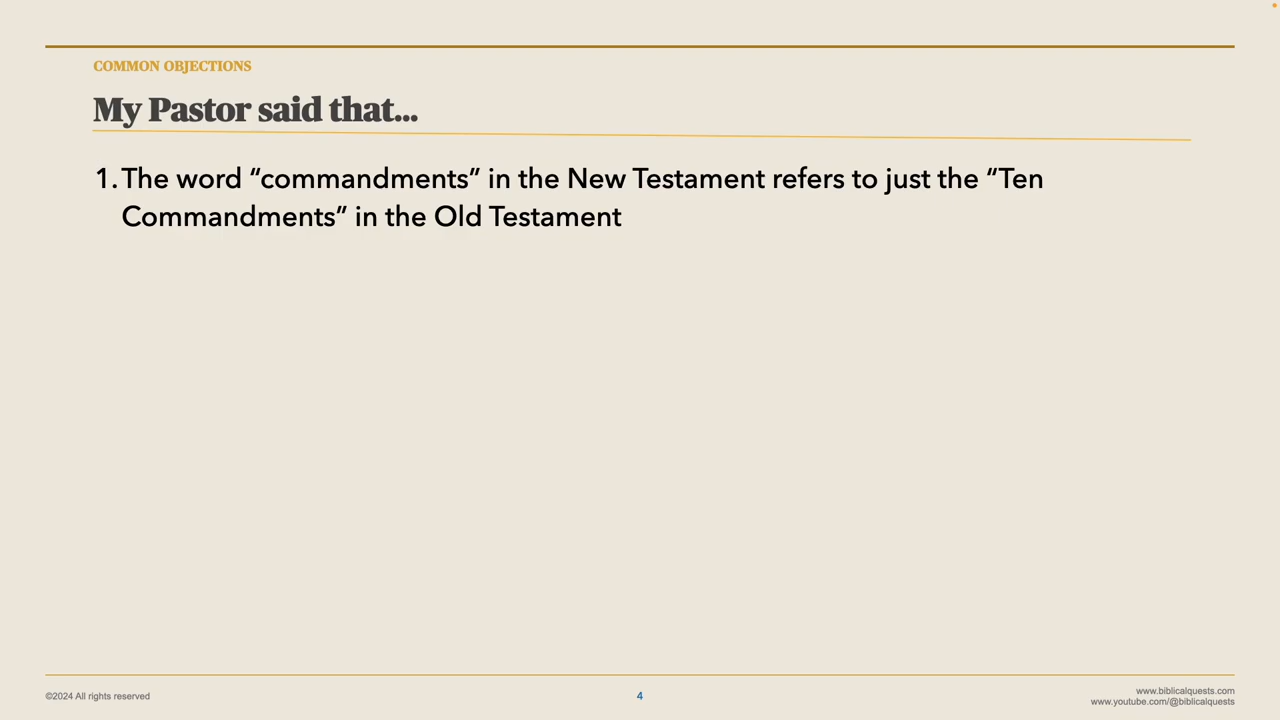 COMMON OBJECTIONS
My Pastor said that...
1. The word “commandments” in the New Testament refers to just the “Ten
Commandments” in the Old Testament
©2024 All rights reserved
4
www.biblicalquests.com
www.youtube.com/@biblicalquests